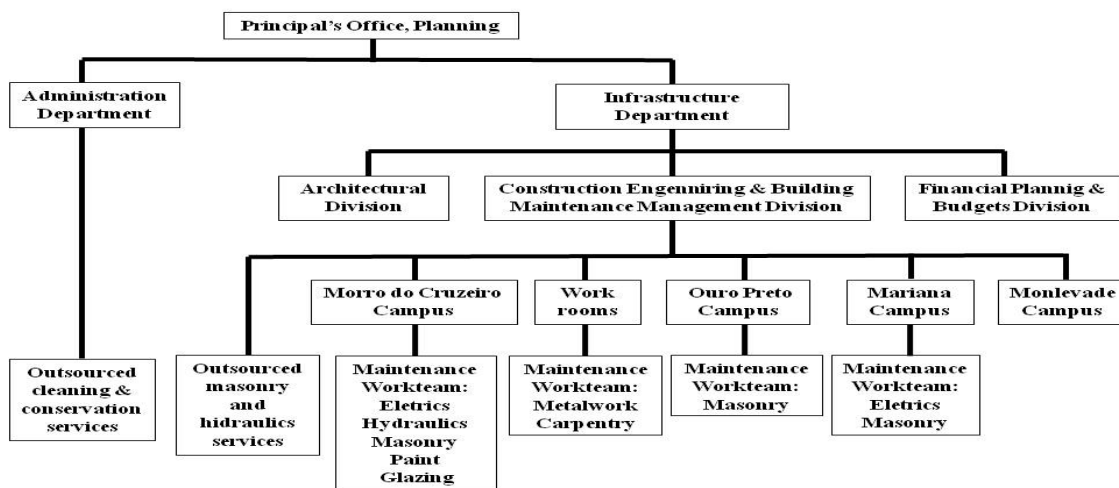 Principal's Office, Planning
Administration
Department
Infrastructure
Department
Architectural
Division
Construction Engenniring & Building
Maintenance Management Division
Financial Plannig &
Budgets Division
Morro do Cruzeiro
Campus
Work
rooms
Ouro Preto
Campus
Mariana
Campus
Monlevade
Campus
Outsourced
cleaning &
conservation
services
Outsourced
masonry
and
hidraulics
services
Maintenance
Workteam:
Eletrics
Hydraulics
Masonry
Paint
Glazing
Maintenance
Workteam:
Metalwork
Carpentry
Maintenance
Workteam:
Masonry
Maintenance
Workteam:
Eletrics
Masonry